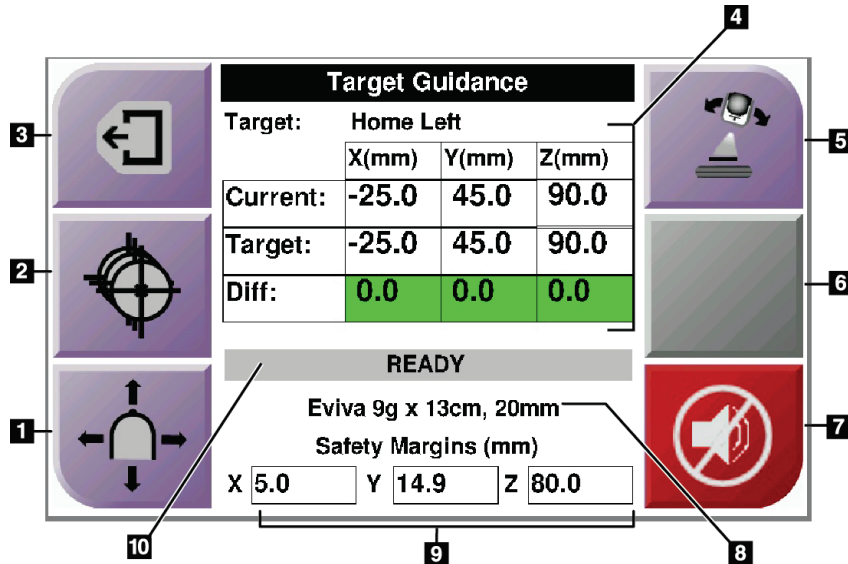 4
Target Guidance
3
Target: Home Left
5
X(mm) Y(mm) Z(mm)
Current: -25.0 45.0 90.0
Target: -25.0 45.0 90.0
2
6
Diff: 0.0 0.0 0.0
READY
1
Eviva 9g x 13cm, 20mm
7
Safety Margins (mm)
X 5.0 Y 14.9 Z 80.0
10
9
8